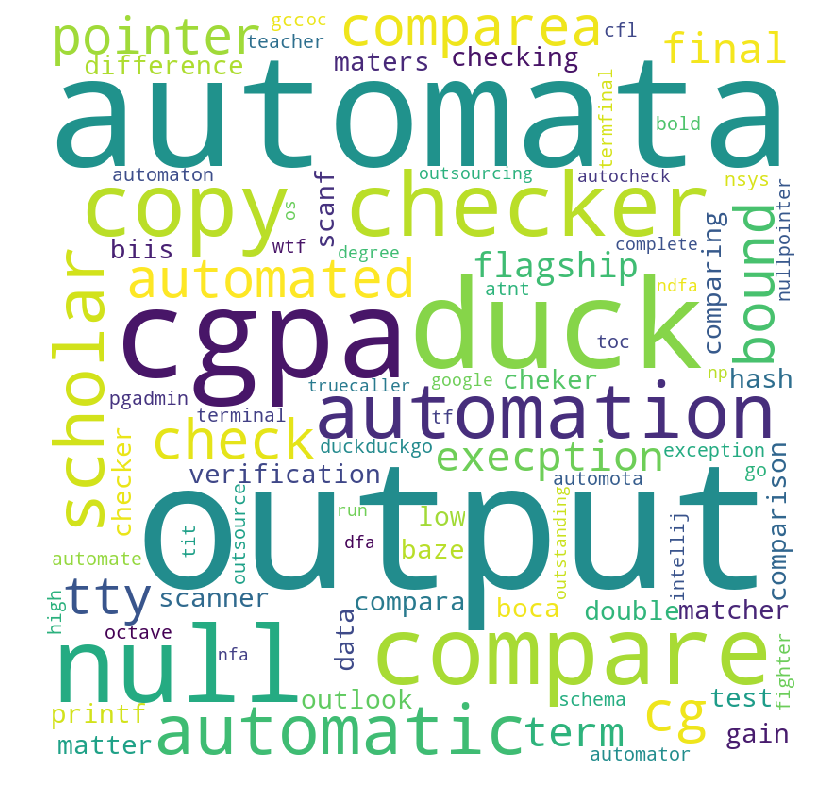 gccoc
pointer
comparea
cfl
teacher
final
difference
maters
checking
automata
termfinal
bold
automaton
outsourcing
autocheck
nsys
copy
os
scanf
checker
bound
nullpointer
biis
wtf
degree
complete
comparing
scholar
automated
flagship
atnt
ndfa
cgpa
duck
toc
pgadmin
truecaller
google
cheker
np
hash
terminal
automation
tf
check
duckduckgo
execption
exception
checker
verification
automota
go
comparison
output
outsource
tit
run
low
outstanding
intellij
automate
dfa
baze
high
tty
scanner
compara
boca
double
matcher
octave
null
nfa
data
compare
fighter
printf
outlook
schema
cg
test
matter
automatic
term
automator
gain